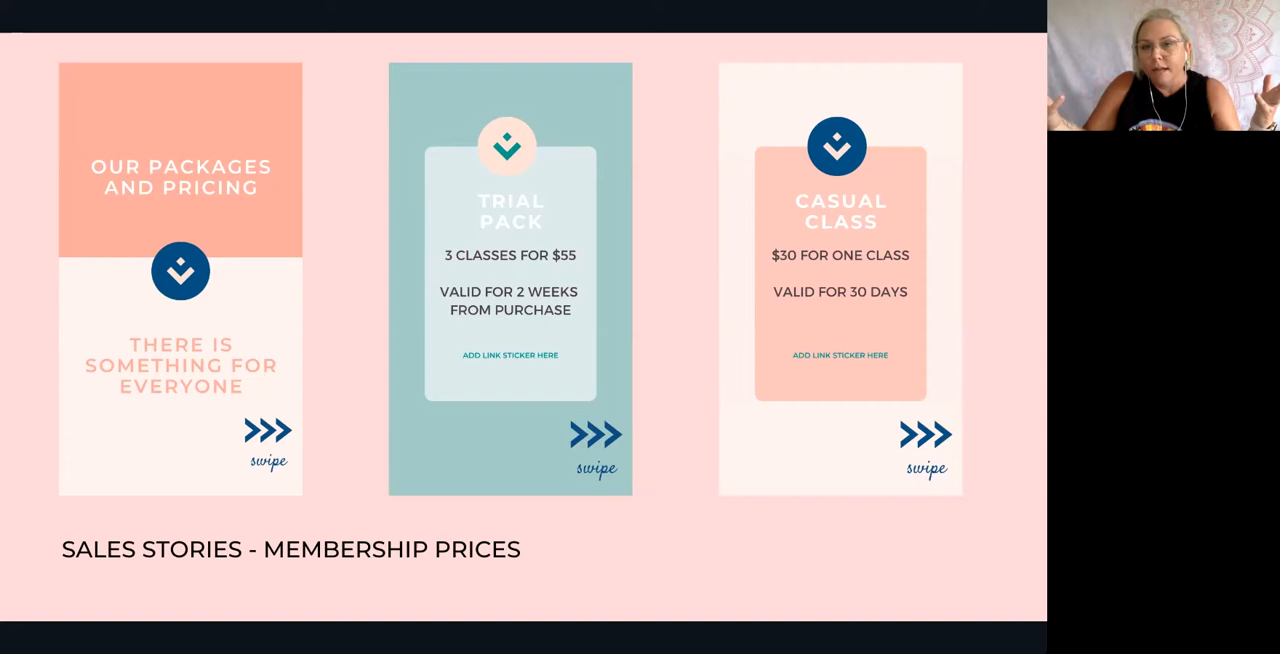 OUR PACKAGES
AND PRICING
THERE IS
SOMETHING FOR
EVERYONE
swipe
TRIAL
PACK
3 CLASSES FOR $55
VALID FOR 2 WEEKS
FROM PURCHASE
ADD LINK STICKER HERE
swipe
CASUAL
CLASS
$30 FOR ONE CLASS
VALID FOR 30 DAYS
ADD LINK STICKER HERE
swipe
SALES STORIES - MEMBERSHIP PRICES